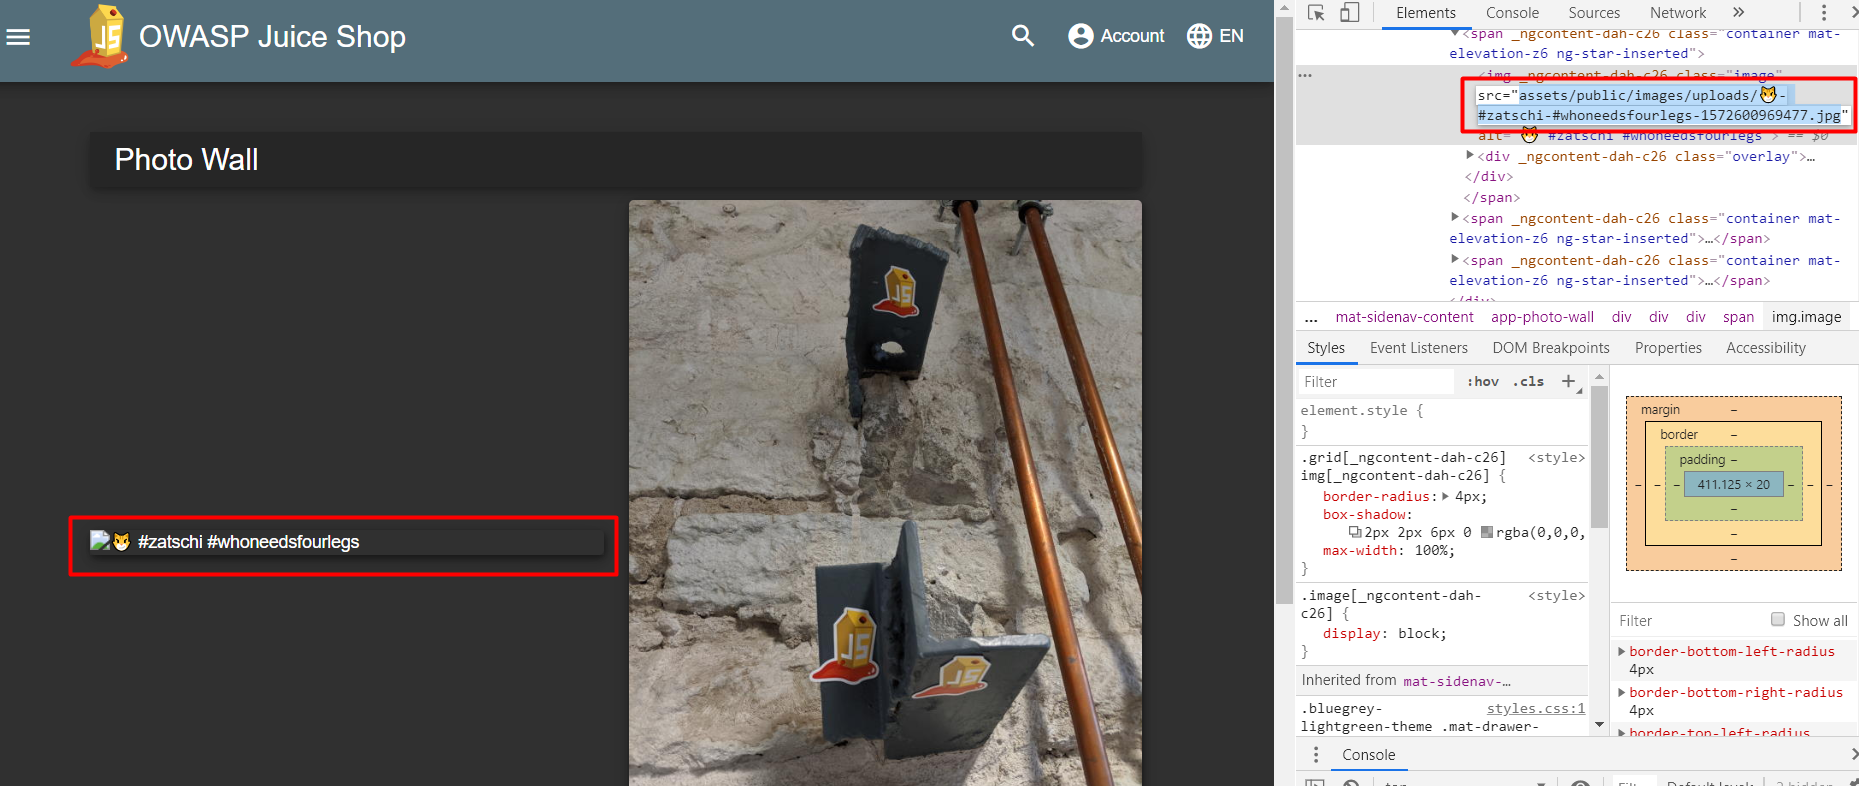 OWASP Juice Shop
Account
EN
Photo Wall
#zatschi #whoneedsfourlegs
JS
JS
JS
Elements Console Sources Network »
<span _ngcontent-dah-c26 class="container mat-
elevation-z6 ng-star-inserted">
<img _ngcontent-dah-c26 class="image"
src="assets/public/images/uploads/😼-
#zatschi-#whoneedsfourlegs-1572600969477.jpg"
alt="😼 #zatschi #whoneedsfourlegs"> == $0
<div _ngcontent-dah-c26 class="overlay">…
</div>
</span>
<span _ngcontent-dah-c26 class="container mat-
elevation-z6 ng-star-inserted">…</span>
<span _ngcontent-dah-c26 class="container mat-
elevation-z6 ng-star-inserted">…</span>
</div>
... mat-sidenav-content app-photo-wall div div div span img.image
Styles Event Listeners DOM Breakpoints Properties Accessibility
Filter :hov .cls +
element.style {
}
.grid[_ngcontent-dah-c26] <style>
img[_ngcontent-dah-c26] {
border-radius: 4px;
box-shadow:
2px 2px 6px 0 rgba(0,0,0,
max-width: 100%;
}
.image[_ngcontent-dah- <style>
c26] {
display: block;
}
Inherited from mat-sidenav-…
.bluegrey- styles.css:1
lightgreen-theme .mat-drawer-
margin –
border –
padding –
– – – 411.125 × 20 – – –
–
–
–
Filter Show all
border-bottom-left-radius
4px
border-bottom-right-radius
4px
border-top-left-radius
Console
top Filt Default levels 2 hidden